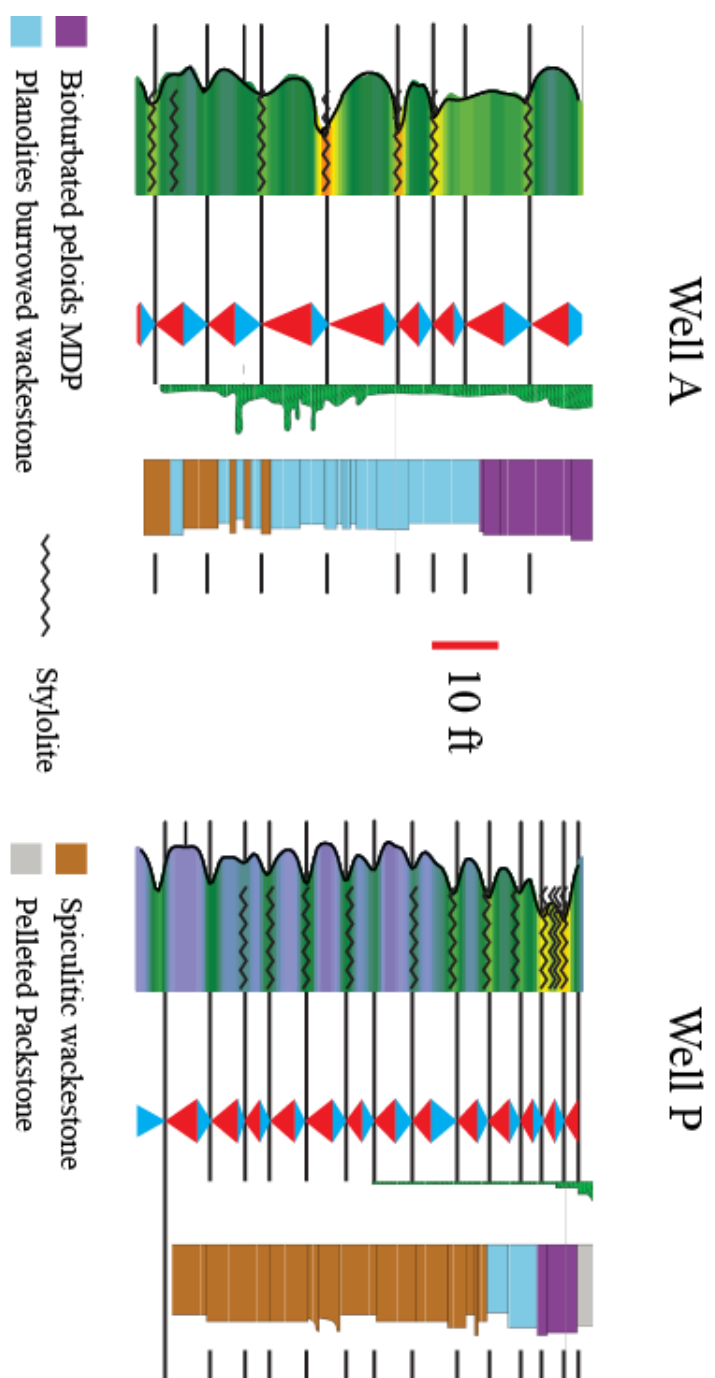 Well A
Well P
10 ft
Bioturbated peloids MDP
Planolites burrowed wackestone
Stylolite
Spiculitic wackestone
Pelleted Packstone